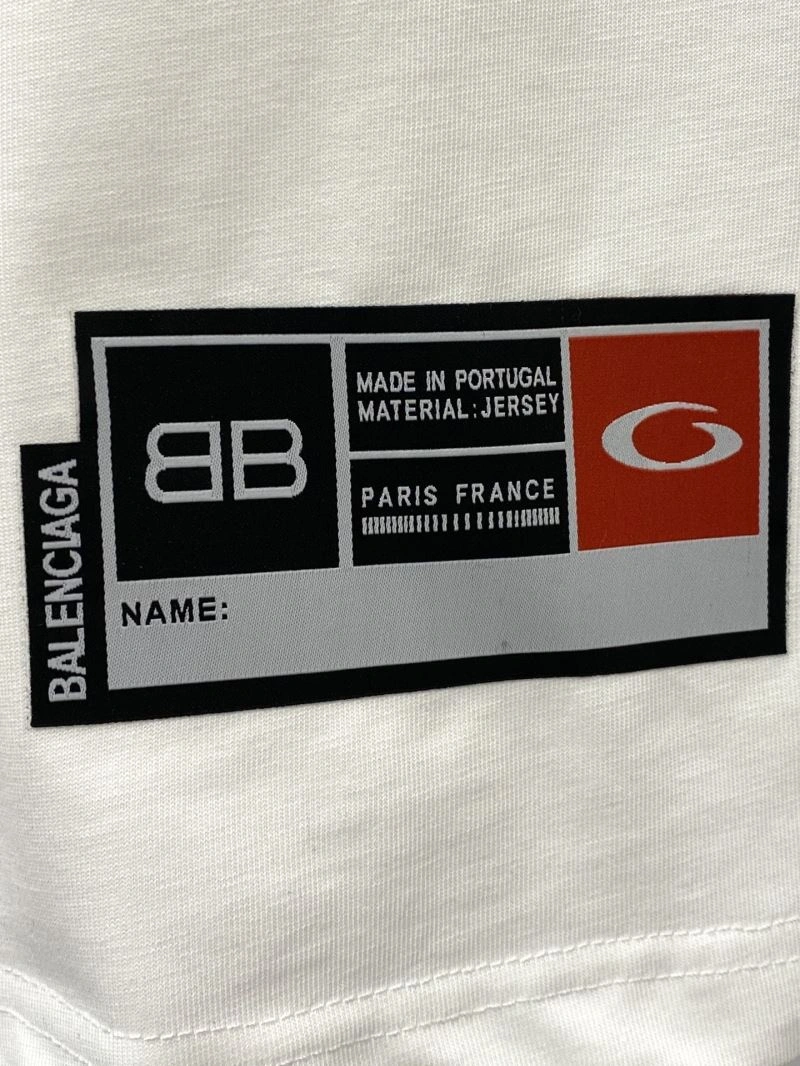 BALENCIAGA
BB
MADE IN PORTUGAL
MATERIAL:JERSEY
PARIS FRANCE
NAME: